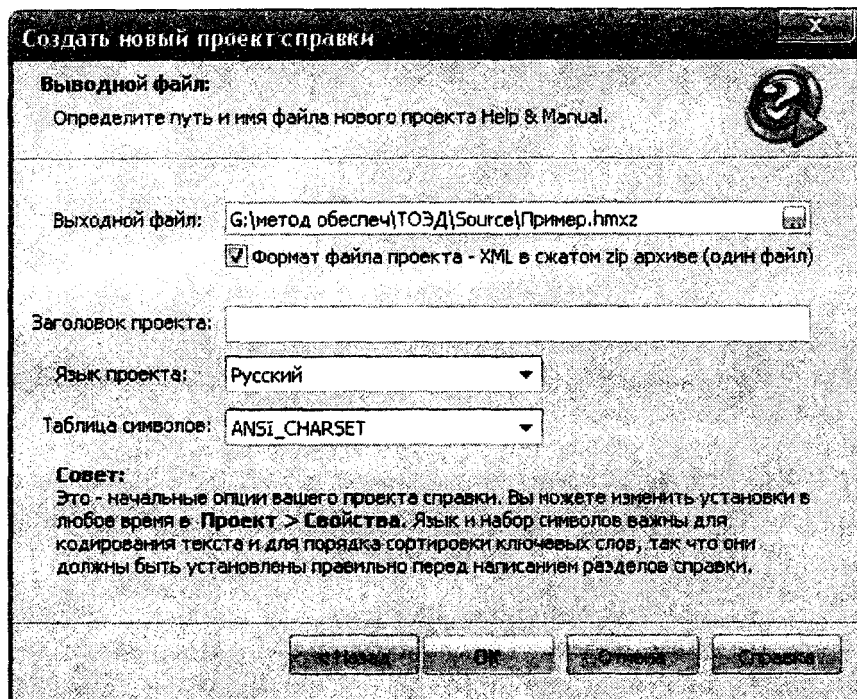 Создать новый проект справки
X
Выводной файл:
Определите путь и имя файла нового проекта Help & Manual.
Выходной файл: G:\метод обеспеч\ТОЭД\Source\Пример.hmxz ...
Формат файла проекта - XML в сжатом zip архиве (один файл)
Заголовок проекта:
Язык проекта: Русский
Таблица символов: ANSI_CHARSET
Совет:
Это - начальные опции вашего проекта справки. Вы можете изменить установки в
любое время в Проект > Свойства. Язык и набор символов важны для
кодирования текста и для порядка сортировки ключевых слов, так что они
должны быть установлены правильно перед написанием разделов справки.
< Назад OK Отмена Справка